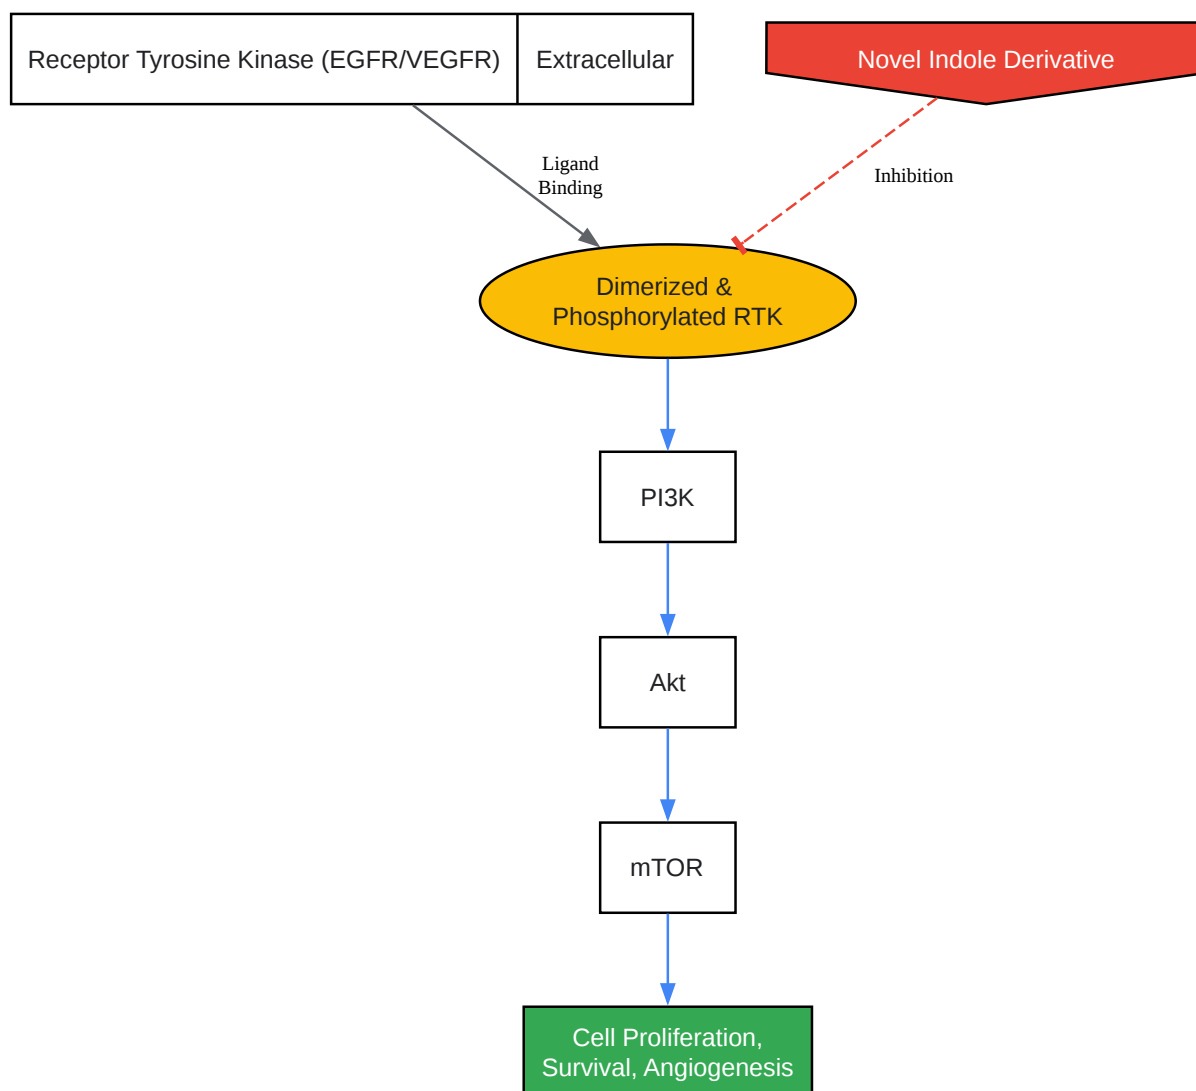 Receptor Tyrosine Kinase (EGFR/VEGFR)
Extracellular
Novel Indole Derivative
Ligand
Binding
Inhibition
Dimerized &
Phosphorylated RTK
PI3K
Akt
mTOR
Cell Proliferation,
Survival, Angiogenesis